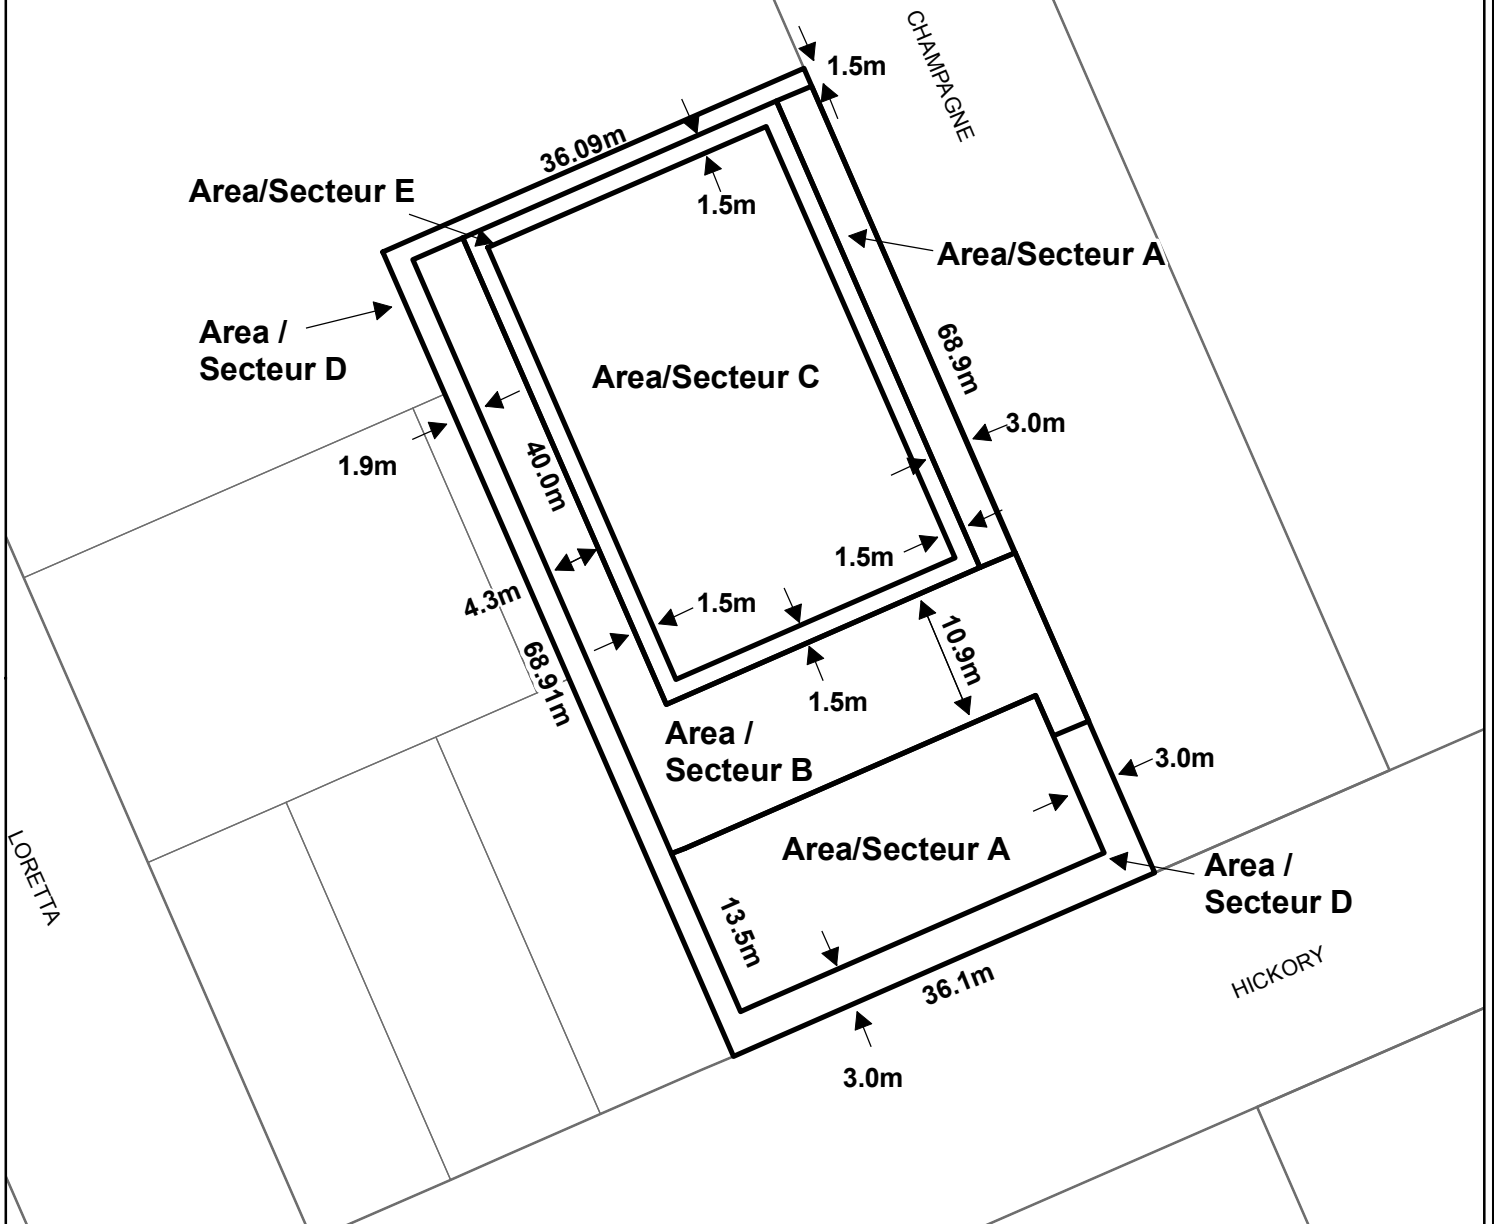 CHAMPAGNE
1.5m
36.09m
Area/Secteur E
1.5m
Area/Secteur A
Area /
Secteur D
68.9m
Area/Secteur C
3.0m
1.9m
40.0m
1.5m
4.3m
1.5m
10.9m
68.91m
1.5m
Area /
Secteur B
3.0m
LORETTA
Area/Secteur A
Area /
Secteur D
13.5m
36.1m
HICKORY
3.0m